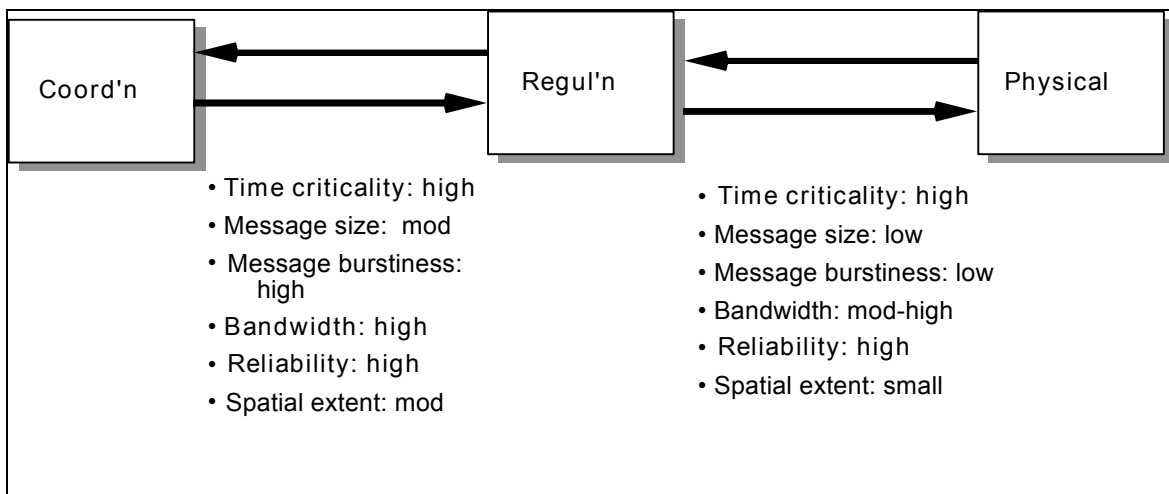 Coord'n
Regul'n
Physical
• Time criticality: high
• Message size: mod
• Message burstiness:
high
• Bandwidth: high
• Reliability: high
• Spatial extent: mod
• Time criticality: high
• Message size: low
• Message burstiness: low
• Bandwidth: mod-high
• Reliability: high
• Spatial extent: small